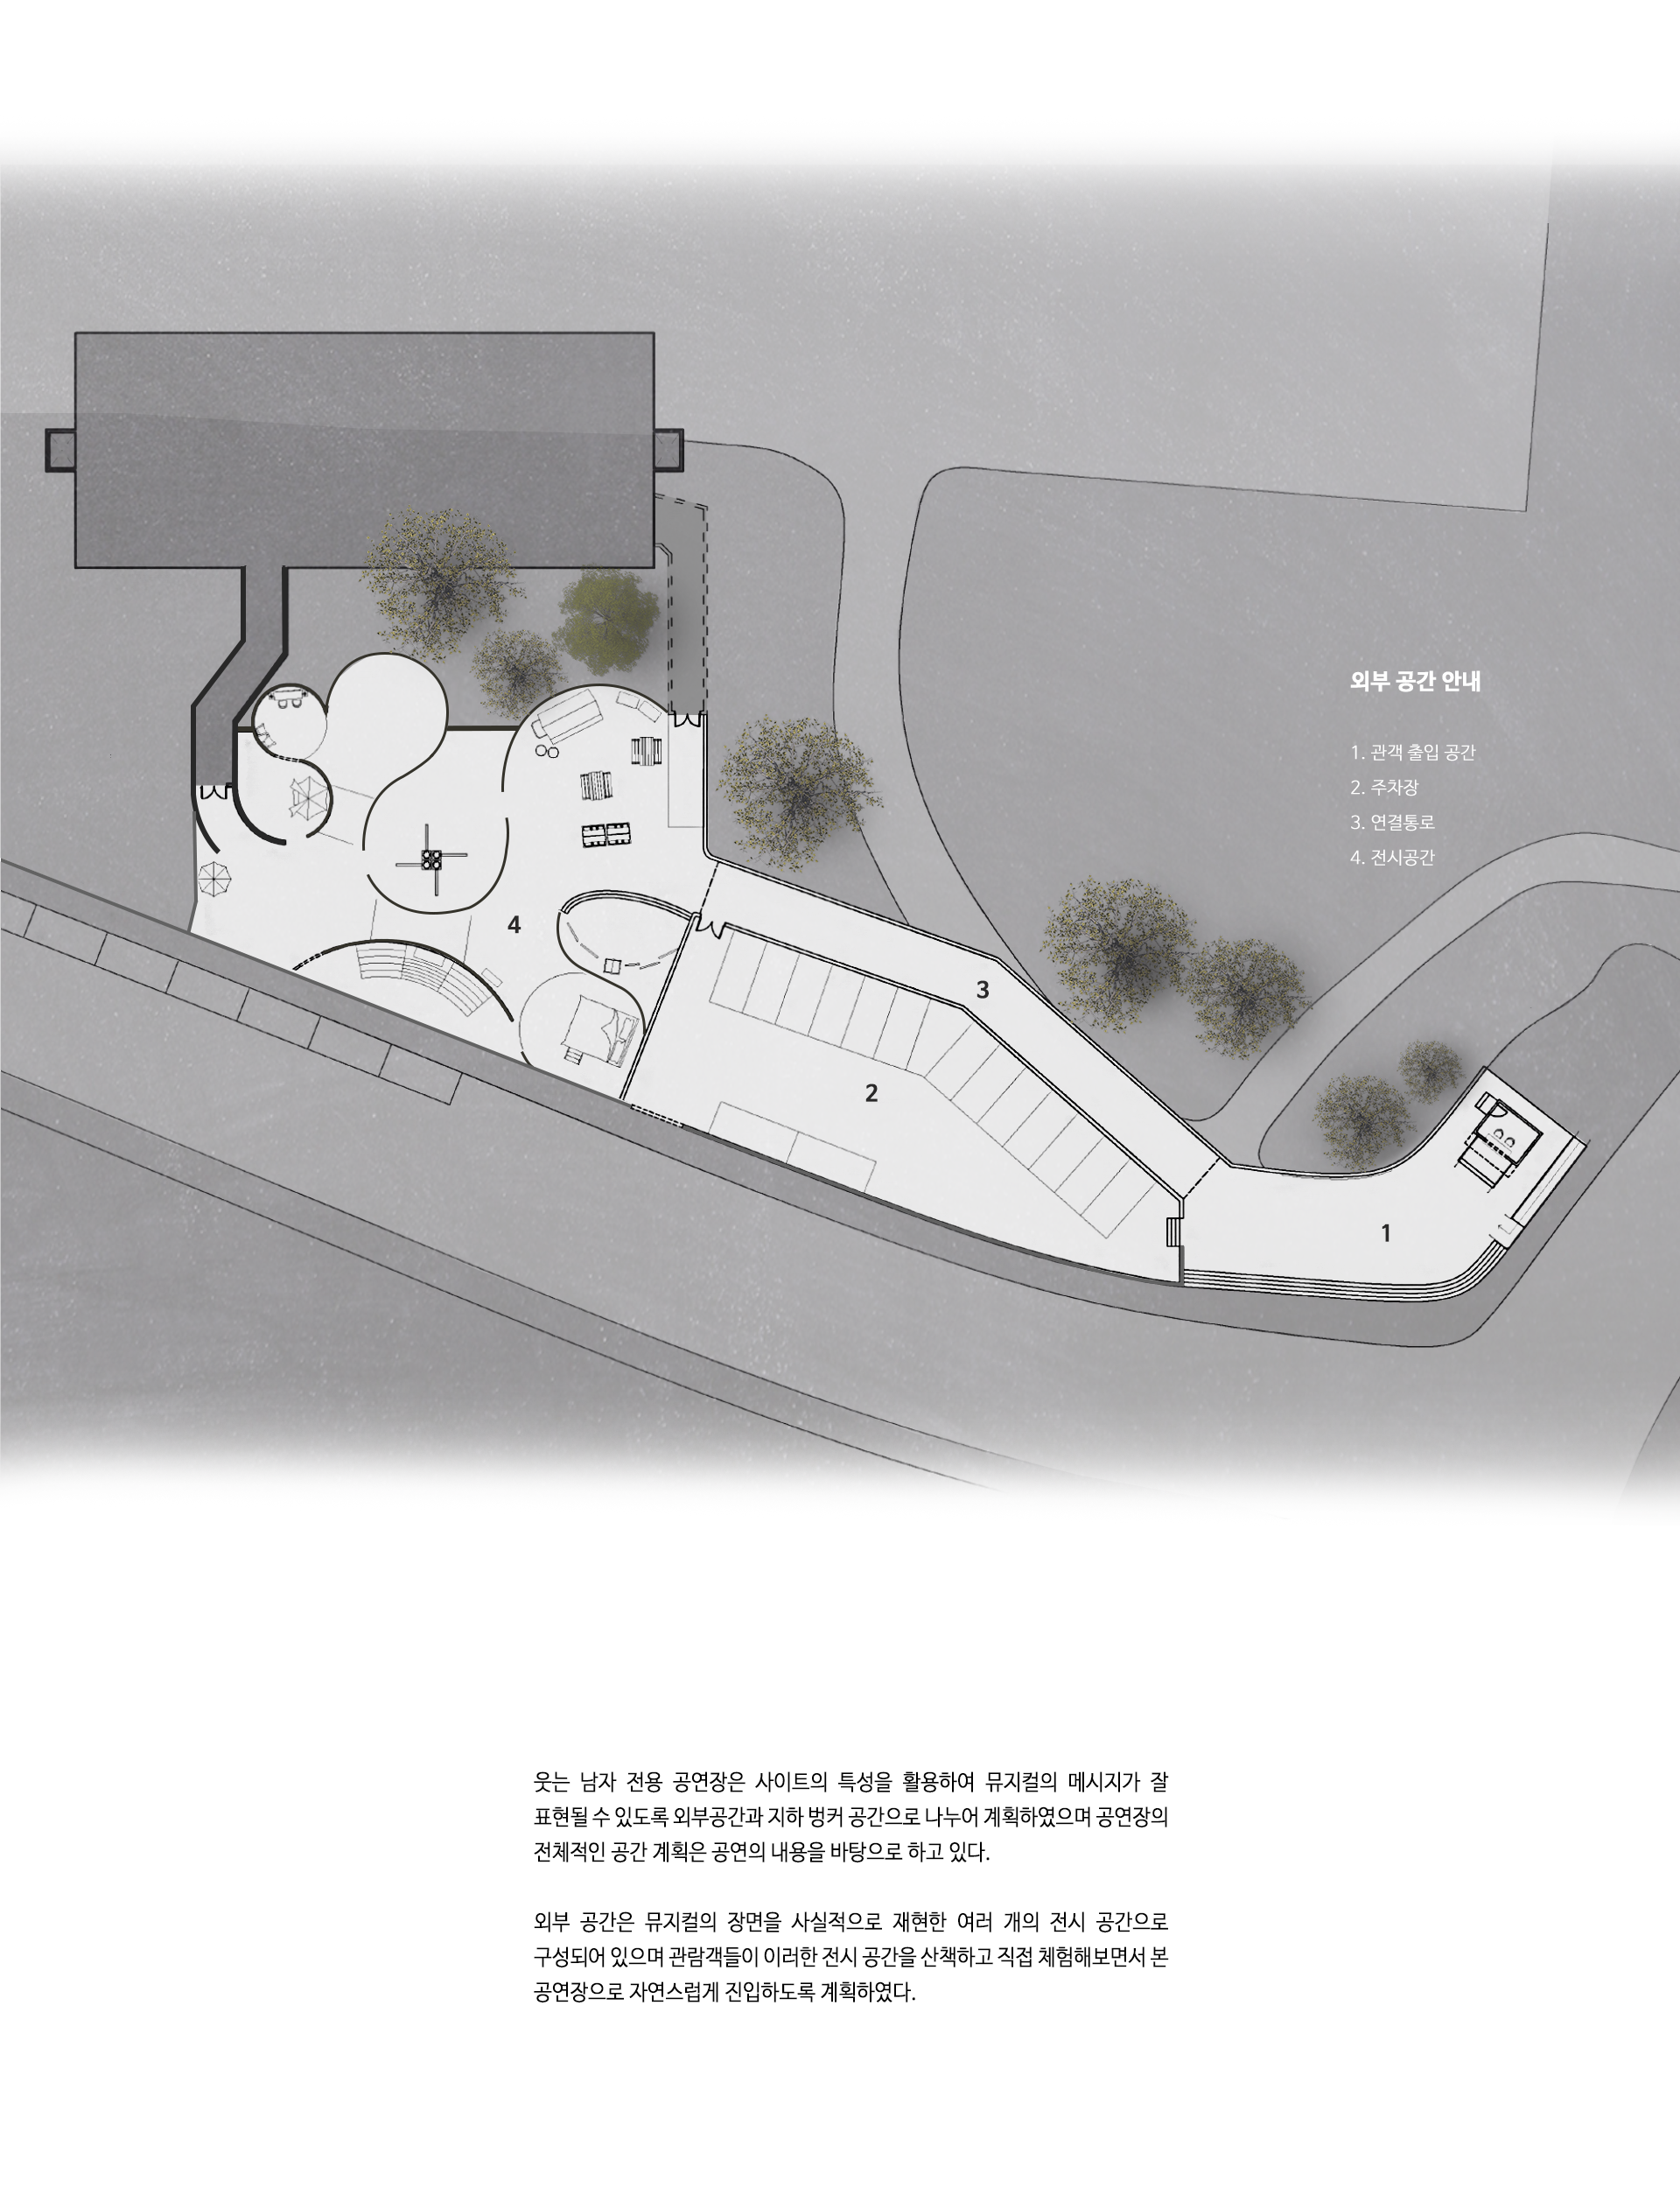 외부 공간 안내
1. 관객 출입 공간
2. 주차장
3. 연결통로
4. 전시공간
4
3
2
1
웃는 남자 전용 공연장은 사이트의 특성을 활용하여 뮤지컬의 메시지가 잘
표현될 수 있도록 외부공간과 지하 벙커 공간으로 나누어 계획하였으며 공연장의
전체적인 공간 계획은 공연의 내용을 바탕으로 하고 있다.
외부 공간은 뮤지컬의 장면을 사실적으로 재현한 여러 개의 전시 공간으로
구성되어 있으며 관람객들이 이러한 전시 공간을 산책하고 직접 체험해보면서 본
공연장으로 자연스럽게 진입하도록 계획하였다.